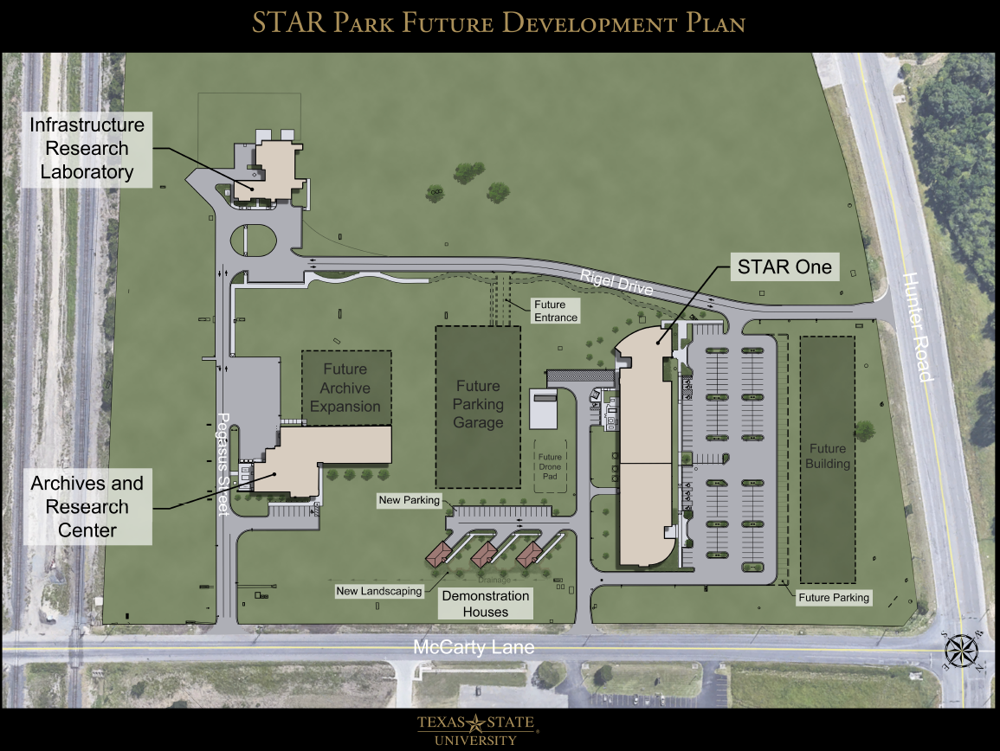 STAR PARK FUTURE DEVELOPMENT PLAN
Infrastructure
Research
Laboratory
STAR One
Rigel Drive
Hunter Road
Future
Entrance
Future
Archive
Expansion
Future
Parking
Garage
Future
Building
Future
Drone
Pad
Pegasus Street
Archives and
Research
Center
New Parking
New Landscaping
Drainage
Demonstration
Houses
Future Parking
McCarty Lane
S
W
E
N
TEXAS STATE
UNIVERSITY
®